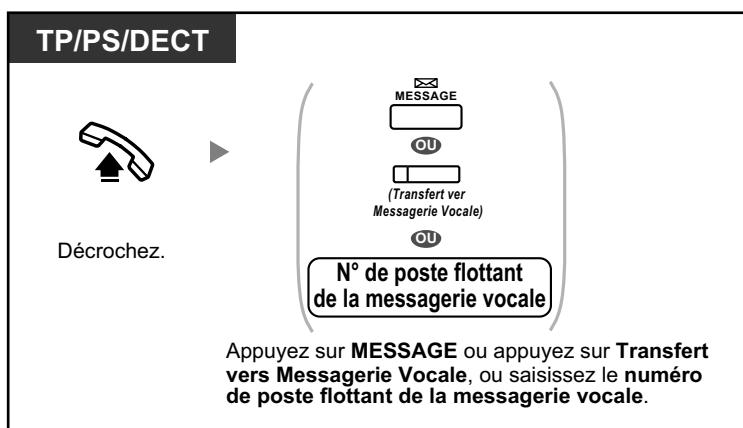 TP/PS/DECT
MESSAGE
OU
(Transfert ver
Messagerie Vocale)
OU
N° de poste flottant
de la messagerie vocale
Décrochez.
Appuyez sur MESSAGE ou appuyez sur Transfert
vers Messagerie Vocale, ou saisissez le numéro
de poste flottant de la messagerie vocale.